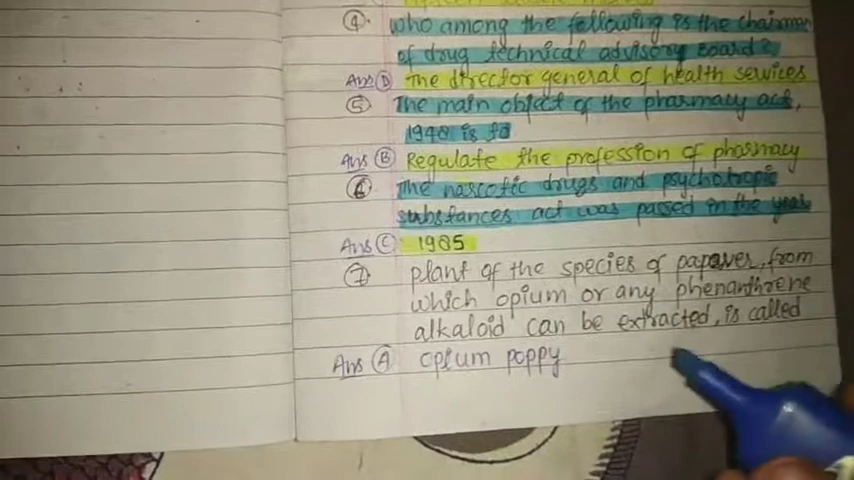 4. who among the following is the chairman
of drug technical advisory board?
Ans D The director general of health services
5 The main object of the pharmacy act,
1948 is to
Ans B Regulate the profession of pharmacy
6 The narcotic drugs and psychotropic
substances act was passed in the year
Ans C 1985
7 plant of the species of papaver, from
which opium or any phenanthrene
alkaloid can be extracted, is called
Ans A opium poppy